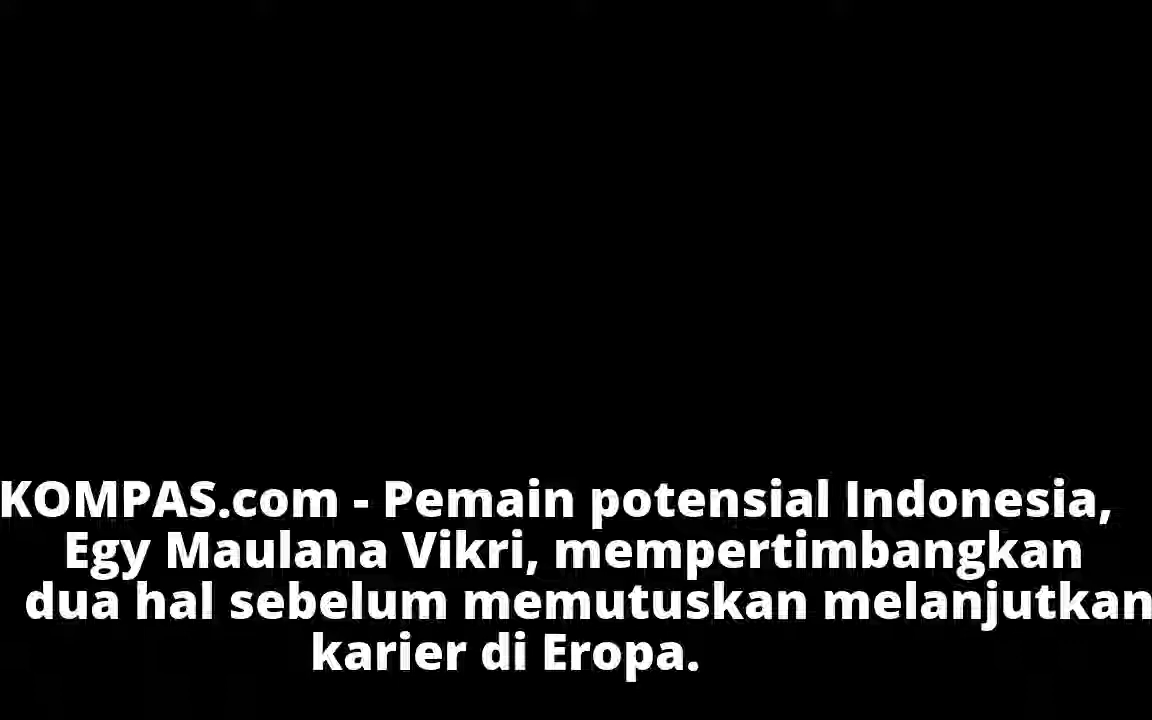 KOMPAS.com - Pemain potensial Indonesia,
Egy Maulana Vikri, mempertimbangkan
dua hal sebelum memutuskan melanjutkan
karier di Eropa.